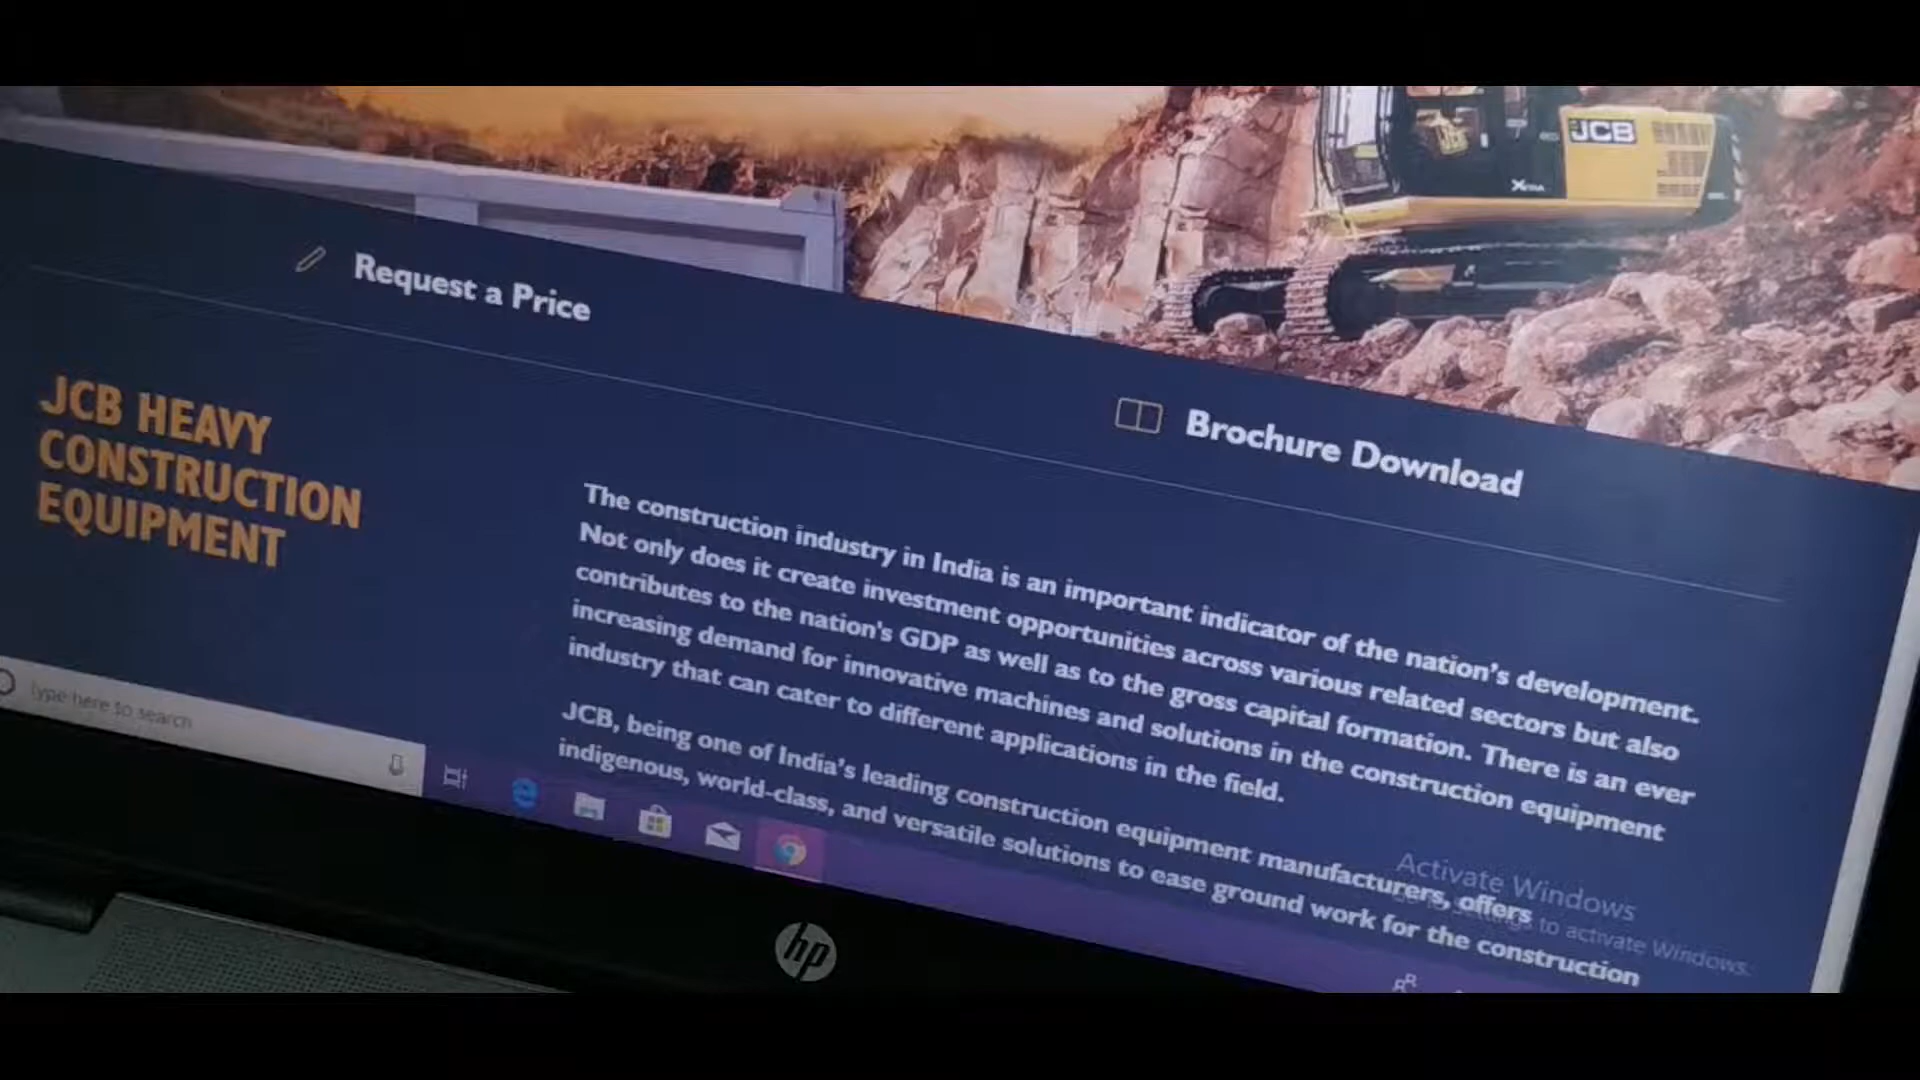 JCB
XTRA
Request a Price
Brochure Download
JCB HEAVY
CONSTRUCTION
EQUIPMENT
The construction industry in India is an important indicator of the nation's development.
Not only does it create investment opportunities across various related sectors but also
contributes to the nation's GDP as well as to the gross capital formation. There is an ever
increasing demand for innovative machines and solutions in the construction equipment
industry that can cater to different applications in the field.
JCB, being one of India's leading construction equipment manufacturers, offers
indigenous, world-class, and versatile solutions to ease ground work for the construction
Activate Windows
to activate Windows.
Type here to search
hp